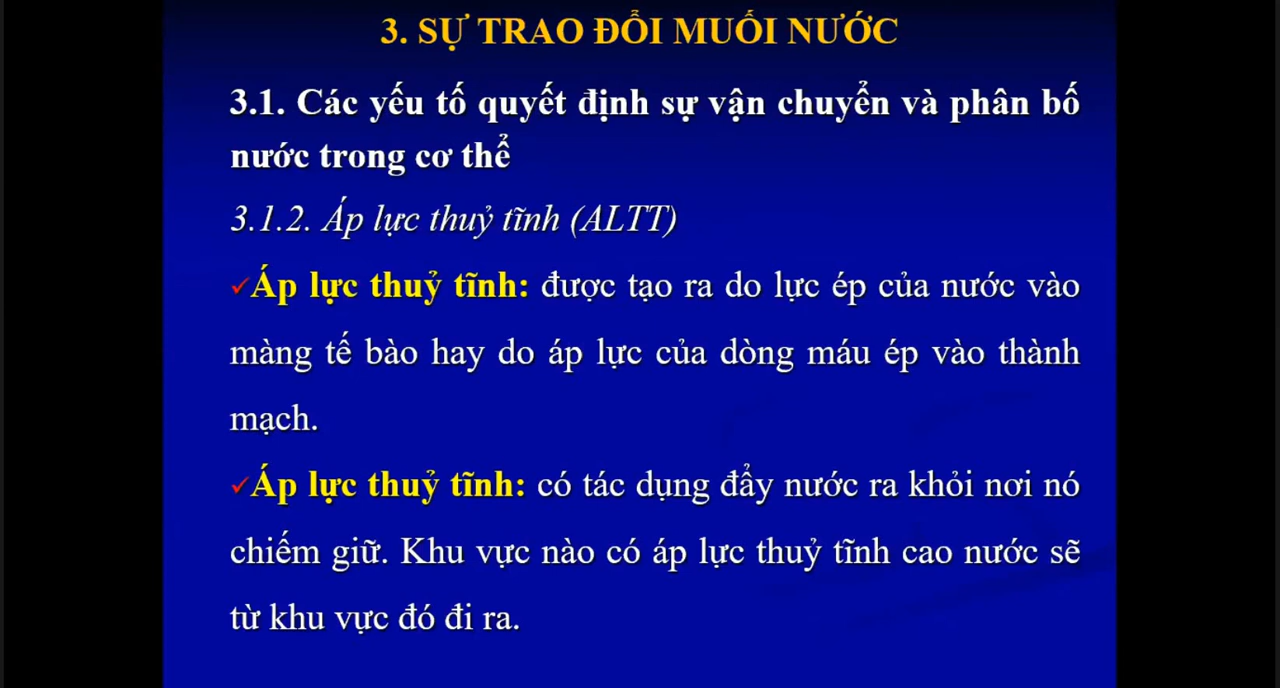 3. SỰ TRAO ĐỔI MUỐI NƯỚC
3.1. Các yếu tố quyết định sự vận chuyển và phân bố
nước trong cơ thể
3.1.2. Áp lực thuỷ tĩnh (ALTT)
✓Áp lực thuỷ tĩnh: được tạo ra do lực ép của nước vào
màng tế bào hay do áp lực của dòng máu ép vào thành
mạch.
✓Áp lực thuỷ tĩnh: có tác dụng đẩy nước ra khỏi nơi nó
chiếm giữ. Khu vực nào có áp lực thuỷ tĩnh cao nước sẽ
từ khu vực đó đi ra.